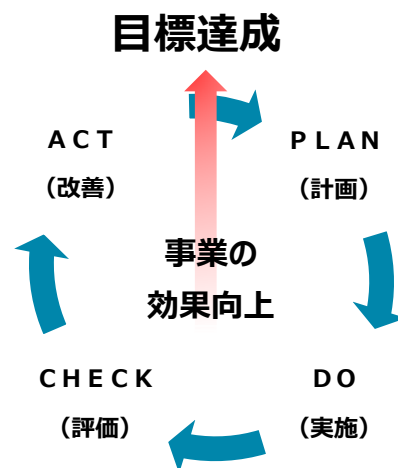 目標達成
ACT
（改善）
PLAN
（計画）
事業の
効果向上
CHECK
（評価）
DO
（実施）